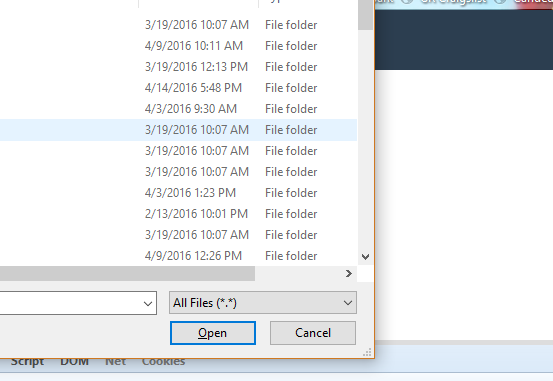 3/19/2016 10:07 AM File folder
4/9/2016 10:11 AM File folder
3/19/2016 12:13 PM File folder
4/14/2016 5:48 PM File folder
4/3/2016 9:30 AM File folder
3/19/2016 10:07 AM File folder
3/19/2016 10:07 AM File folder
3/19/2016 10:07 AM File folder
4/3/2016 1:23 PM File folder
2/13/2016 10:01 PM File folder
3/19/2016 10:07 AM File folder
4/9/2016 12:26 PM File folder
All Files (*.*)
Open Cancel
Script DOM Net Cookies